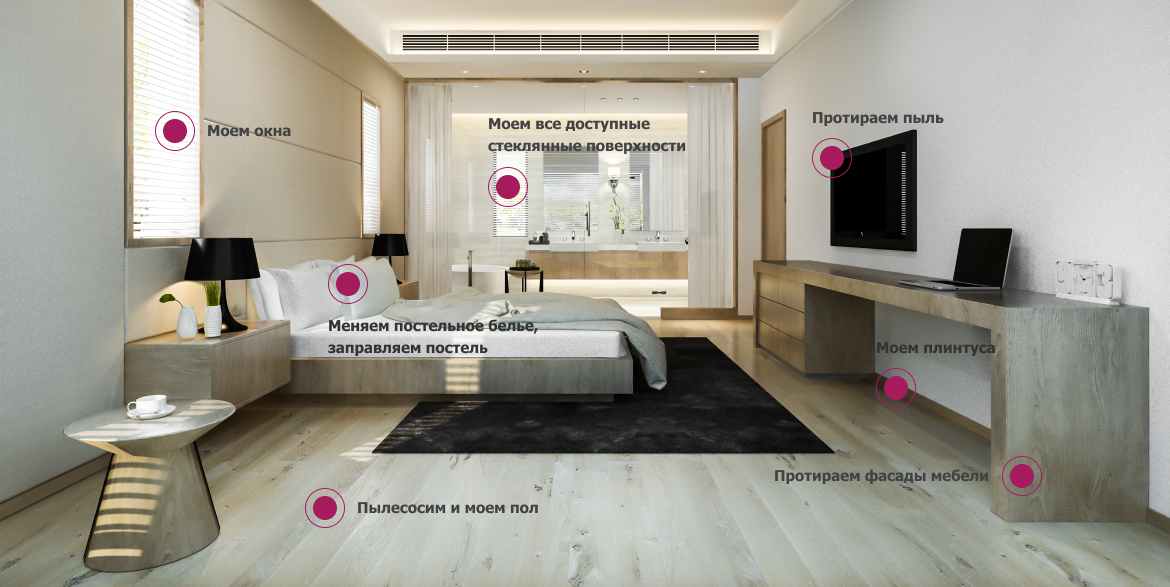 Моем окна
Моем все доступные
стеклянные поверхности
Протираем пыль
Меняем постельное белье,
заправляем постель
Моем плинтуса
Протираем фасады мебели
Пылесосим и моем пол